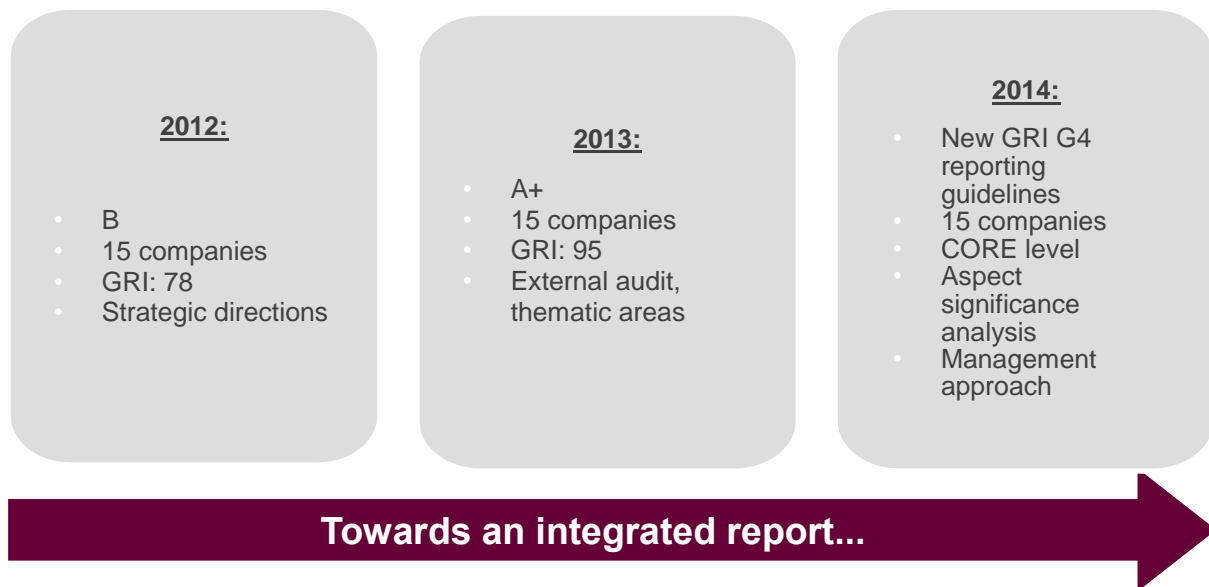 2012:
• B
• 15 companies
• GRI: 78
• Strategic directions
2013:
• A+
• 15 companies
• GRI: 95
• External audit,
thematic areas
2014:
• New GRI G4
reporting
guidelines
• 15 companies
• CORE level
• Aspect
significance
analysis
• Management
approach
Towards an integrated report...